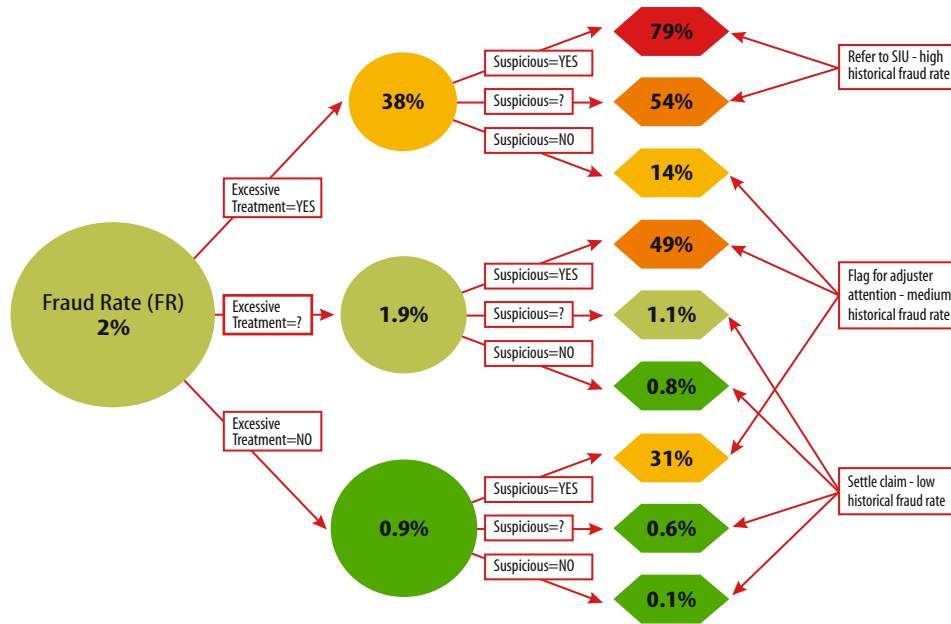 Fraud Rate (FR)
2%
Excessive
Treatment=YES
Excessive
Treatment=?
Excessive
Treatment=NO
38%
1.9%
0.9%
Suspicious=YES
Suspicious=?
Suspicious=NO
Suspicious=YES
Suspicious=?
Suspicious=NO
Suspicious=YES
Suspicious=?
Suspicious=NO
79%
54%
14%
49%
1.1%
0.8%
31%
0.6%
0.1%
Refer to SIU - high
historical fraud rate
Flag for adjuster
attention - medium
historical fraud rate
Settle claim - low
historical fraud rate